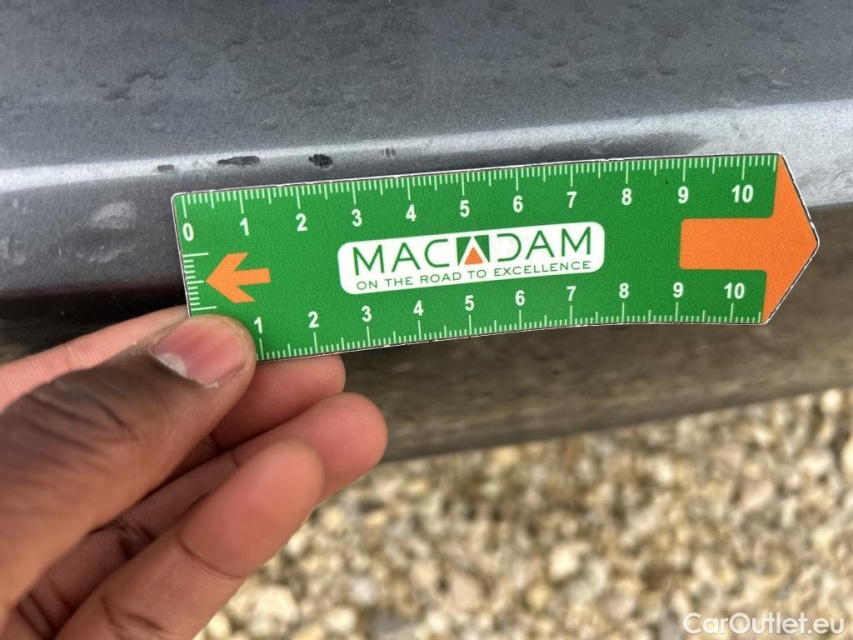 0 1 2 3 4 5 6 7 8 9 10
MACADAM
ON THE ROAD TO EXCELLENCE
1 2 3 4 5 6 7 8 9 10
CarOutlet.eu